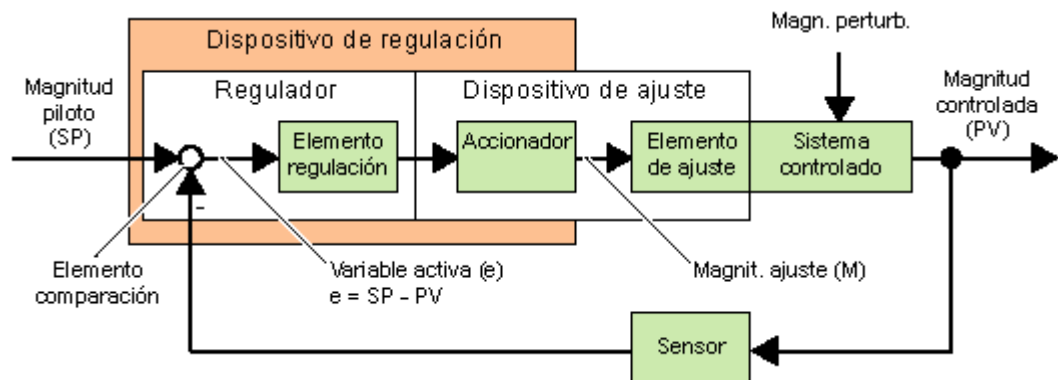 Magn. perturb.
Dispositivo de regulación
Magnitud
piloto
(SP)
Regulador
Dispositivo de ajuste
Magnitud
controlada
(PV)
Elemento
regulación
Accionador
Elemento
de ajuste
Sistema
controlado
-
Elemento
comparación
Variable activa (e)
e = SP - PV
Magnit. ajuste (M)
Sensor